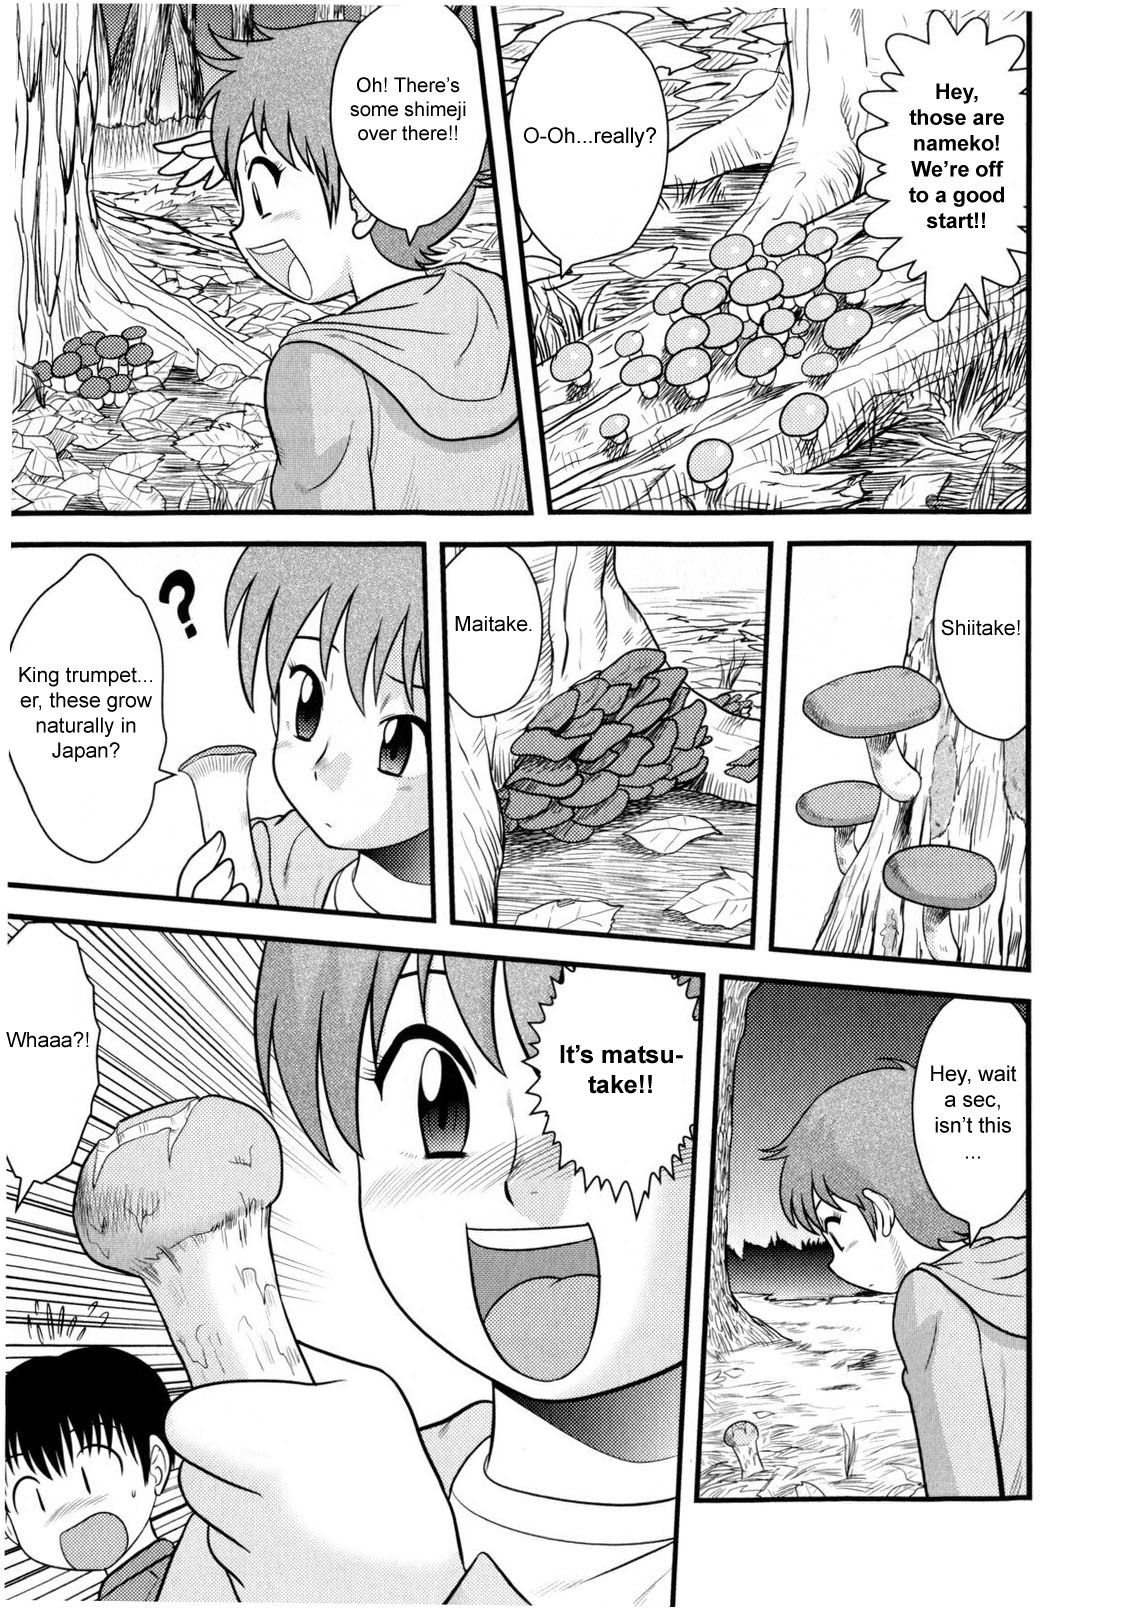 Hey,
those are
nameko!
We're off
to a good
start!!
O-Oh...really?
Oh! There's
some shimeji
over there!!
Shiitake!
Maitake.
?
King trumpet...
er, these grow
naturally in
Japan?
Hey, wait
a sec,
isn't this
...
It's matsu-
take!!
Whaaa?!